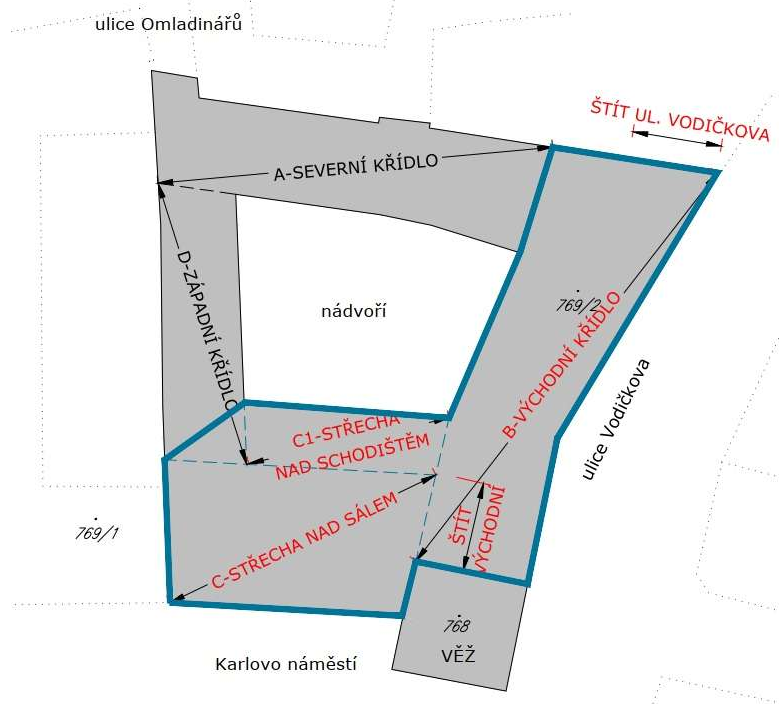 ulice Omladinářů
ŠTÍT UL. VODIČKOVA
A-SEVERNÍ KŘÍDLO
D-ZÁPADNÍ KŘÍDLO
nádvoří
769/2
B-VÝCHODNÍ KŘÍDLO
ulice Vodičkova
C1-STŘECHA
NAD SCHODIŠTĚM
C-STŘECHA NAD SÁLEM
ŠTÍT
VÝCHODNÍ
769/1
768
VĚŽ
Karlovo náměstí